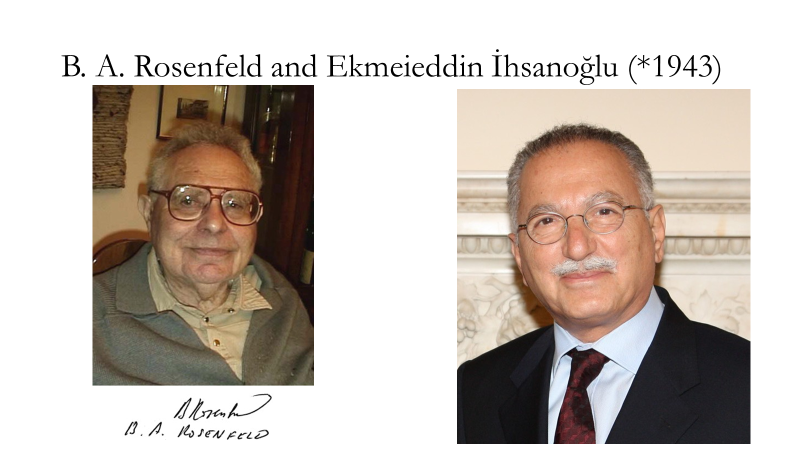 B. A. Rosenfeld and Ekmeieddin İhsanoğlu (*1943)
B. A. ROSENFELD